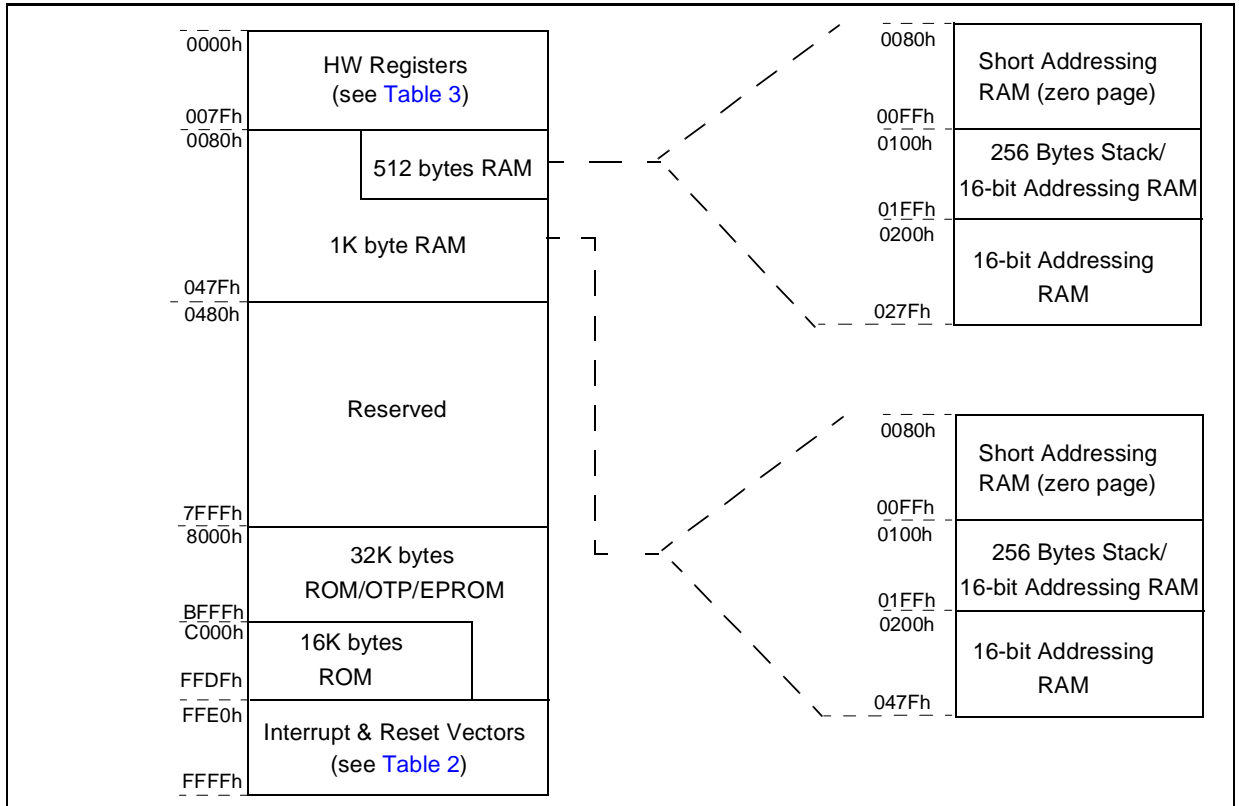 0000h
HW Registers
(see Table 3)
007Fh
0080h
512 bytes RAM
1K byte RAM
047Fh
0480h
Reserved
7FFFh
8000h
32K bytes
ROM/OTP/EPROM
BFFFh
C000h
16K bytes
ROM
FFDFh
FFE0h
Interrupt & Reset Vectors
(see Table 2)
FFFFh
0080h
Short Addressing
RAM (zero page)
00FFh
0100h
256 Bytes Stack/
16-bit Addressing RAM
01FFh
0200h
16-bit Addressing
RAM
027Fh
0080h
Short Addressing
RAM (zero page)
00FFh
0100h
256 Bytes Stack/
16-bit Addressing RAM
01FFh
0200h
16-bit Addressing
RAM
047Fh